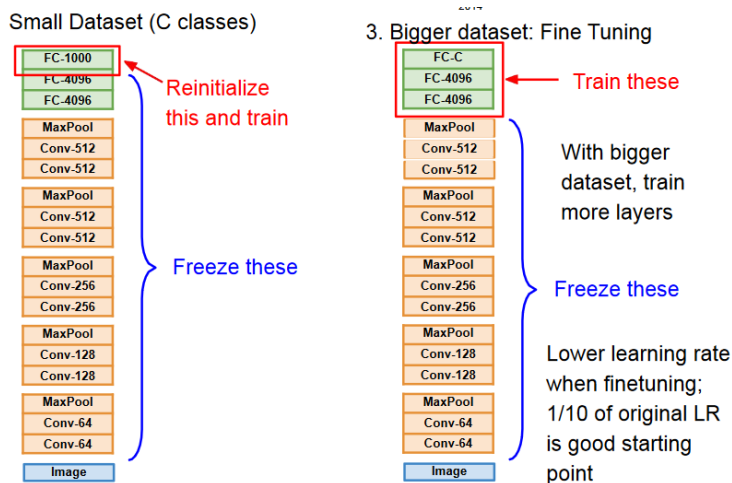 Small Dataset (C classes)
FC-1000
FC-4096
FC-4096
MaxPool
Conv-512
Conv-512
MaxPool
Conv-512
Conv-512
MaxPool
Conv-256
Conv-256
MaxPool
Conv-128
Conv-128
MaxPool
Conv-64
Conv-64
Image
Reinitialize
this and train
Freeze these
3. Bigger dataset: Fine Tuning
FC-C
FC-4096
FC-4096
MaxPool
Conv-512
Conv-512
MaxPool
Conv-512
Conv-512
MaxPool
Conv-256
Conv-256
MaxPool
Conv-128
Conv-128
MaxPool
Conv-64
Conv-64
Image
Train these
With bigger
dataset, train
more layers
Freeze these
Lower learning rate
when finetuning;
1/10 of original LR
is good starting
point